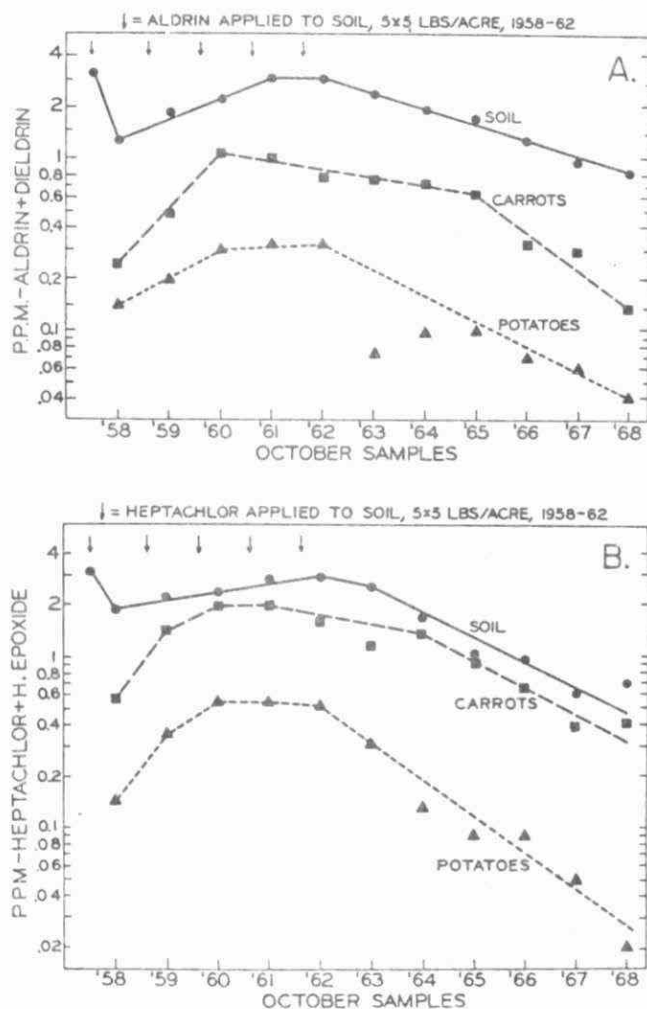 ↓ = ALDRIN APPLIED TO SOIL, 5x5 LBS/ACRE, 1958-62
A.
P.P.M.-ALDRIN+DIELDRIN
4
2
1
0.8
0.6
0.4
0.2
0.1
.08
.06
.04
SOIL
CARROTS
POTATOES
'58 '59 '60 '61 '62 '63 '64 '65 '66 '67 '68
OCTOBER SAMPLES
↓ = HEPTACHLOR APPLIED TO SOIL, 5x5 LBS/ACRE, 1958-62
B.
PPM-HEPTACHLOR+H. EPOXIDE
4
2
1
0.8
0.6
0.4
0.2
0.1
.08
.06
.04
.02
SOIL
CARROTS
POTATOES
'58 '59 '60 '61 '62 '63 '64 '65 '66 '67 '68
OCTOBER SAMPLES